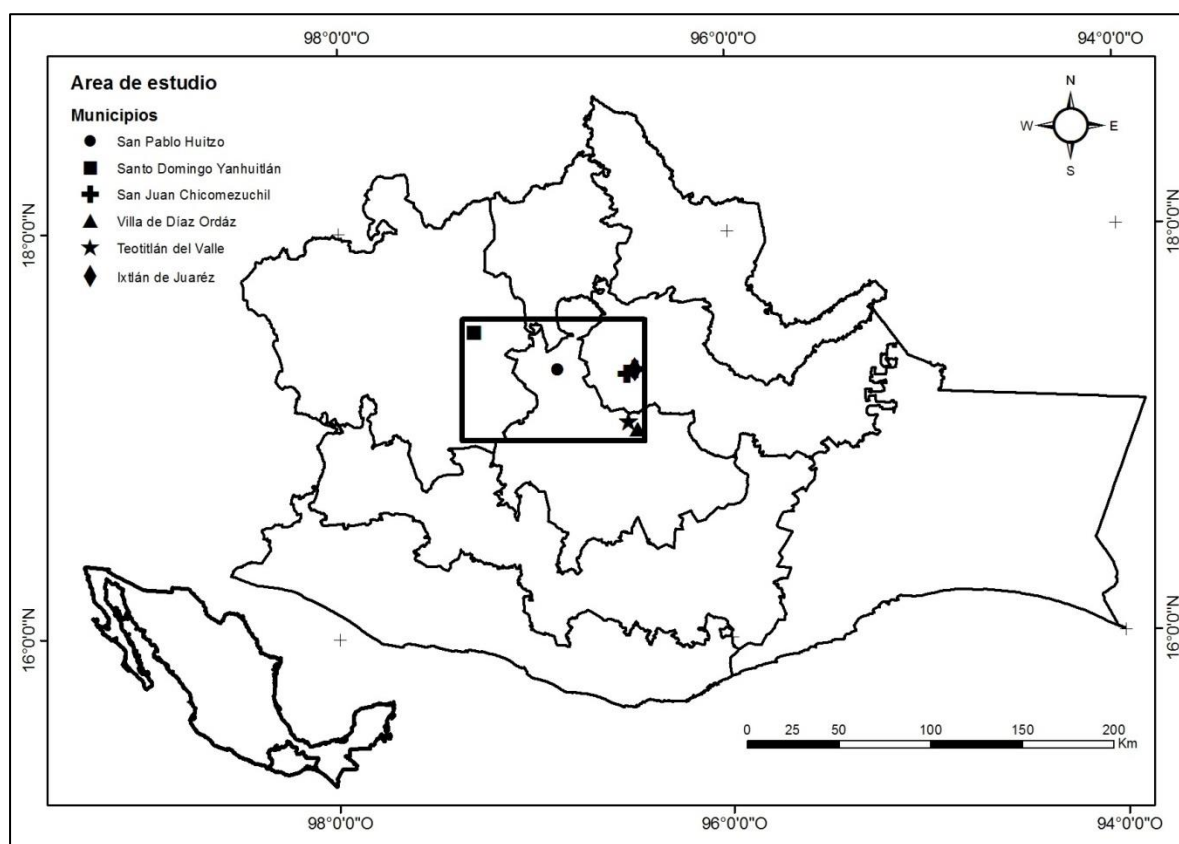 98°0'0"O 96°0'0"O 94°0'0"O
Area de estudio
Municipios
San Pablo Huitzo
Santo Domingo Yanhuitlán
San Juan Chicomezuchil
Villa de Díaz Ordáz
Teotitlán del Valle
Ixtlán de Juaréz
N
W E
S
18°0'0"N 18°0'0"N
16°0'0"N 16°0'0"N
0 25 50 100 150 200
Km
98°0'0"O 96°0'0"O 94°0'0"O